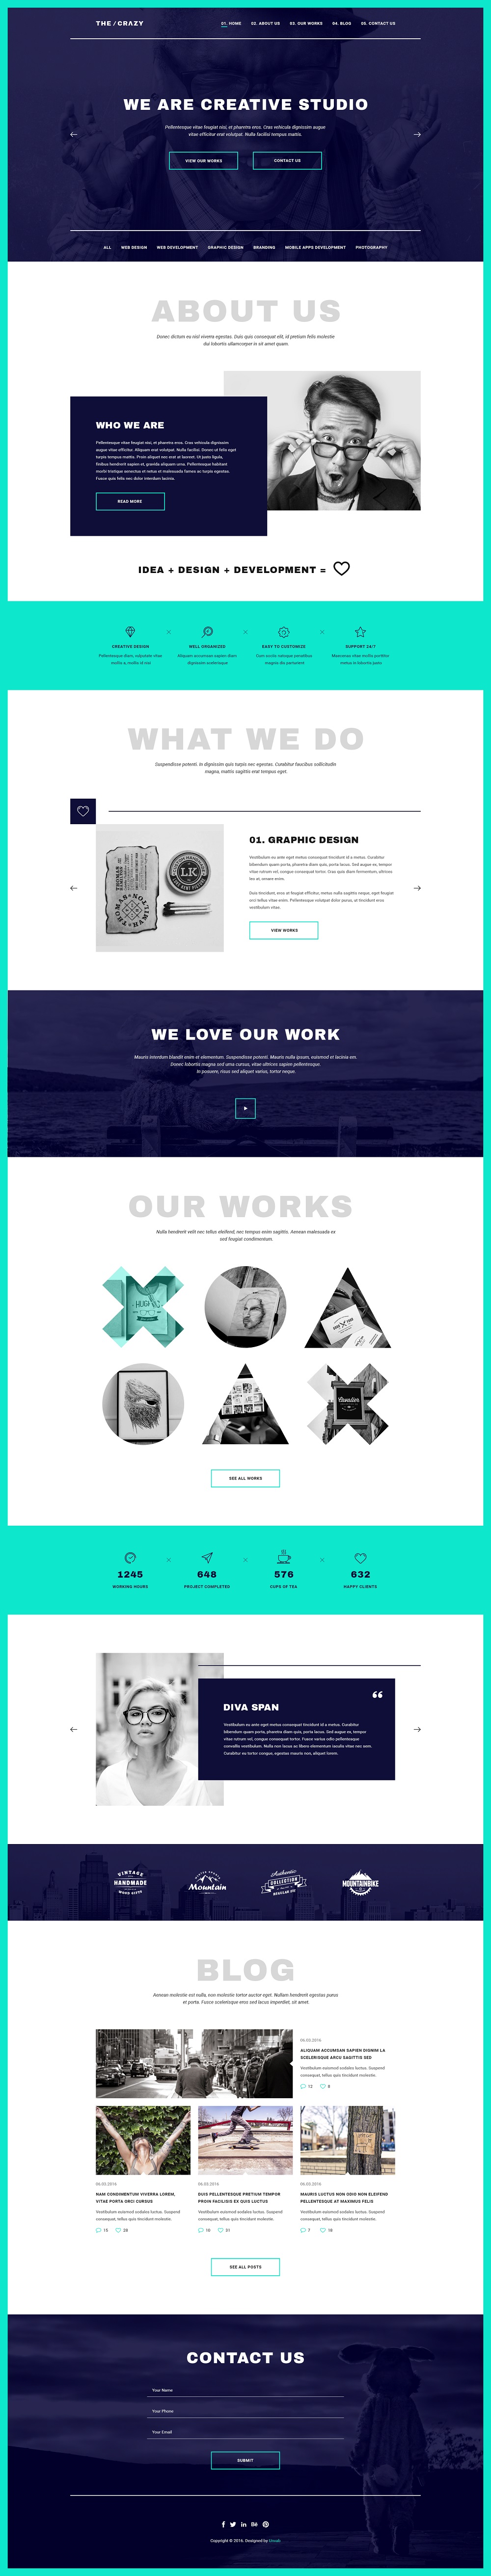 THE / CRAZY
01. HOME 02. ABOUT US 03. OUR WORKS 04. BLOG 05. CONTACT US
WE ARE CREATIVE STUDIO
Pellentesque vitae feugiat nisi, et pharetra eros. Cras vehicula dignissim augue
vitae efficitur erat volutpat. Nulla facilisi tempus mattis.
VIEW OUR WORKS
CONTACT US
ALL WEB DESIGN WEB DEVELOPMENT GRAPHIC DESIGN BRANDING MOBILE APPS DEVELOPMENT PHOTOGRAPHY
ABOUT US
Donec dictum eu nisl viverra egestas. Duis quis consequat elit, id pretium felis molestie
dui lobortis ullamcorper in sit amet quam.
WHO WE ARE
Pellentesque vitae feugiat nisi, et pharetra eros. Cras vehicula dignissim
augue vitae efficitur. Aliquam erat volutpat. Nulla facilisi. Donec ut felis eget
turpis tempus mattis. Proin aliquet nec erat at laoreet. Ut justo ligula,
finibus hendrerit sapien et, gravida aliquam urna. Pellentesque habitant
morbi tristique senectus et netus et malesuada fames ac turpis egestas.
Fusce quis felis nec dolor interdum lacinia.
READ MORE
IDEA + DESIGN + DEVELOPMENT =
CREATIVE DESIGN
Pellentesque diam, vulputate vitae
mollis a, mollis id nisi
WELL ORGANIZED
Aliquam accumsan sapien diam
dignissim scelerisque
EASY TO CUSTOMIZE
Cum sociis natoque penatibus
magnis dis parturient
SUPPORT 24/7
Maecenas vitae mollis porttitor
metus in lobortis justo
WHAT WE DO
Suspendisse potenti. In dignissim quis turpis nec egestas. Curabitur faucibus sollicitudin
magna, mattis sagittis erat tempus eget.
LK
THOMAN
HAMILTON
01. GRAPHIC DESIGN
Vestibulum eu ante eget metus consequat tincidunt id a metus. Curabitur
bibendum quam porta, pharetra diam quis, porta lacus. Sed augue ex, tempor
vitae rutrum vel, congue consequat tortor. Cras quis diam fermentum, ultrices
leo at, ornare enim.
Duis tincidunt, eros at feugiat efficitur, metus nulla sagittis neque, eget feugiat
orci tellus vitae enim. Pellentesque volutpat dolor purus, at tincidunt eros
vestibulum vitae.
VIEW WORKS
WE LOVE OUR WORK
Mauris interdum blandit enim et elementum. Suspendisse potenti. Mauris nulla ipsum, euismod et lacinia em.
Donec lobortis magna sed urna cursus, vitae ultrices sapien pellentesque.
In posuere, risus sed aliquet varius, tortor neque.
OUR WORKS
Nulla hendrerit velit nec tellus eleifend, nec tempus enim sagittis. Aenean malesuada ex
sed feugiat condimentum.
Cavalier
SEE ALL WORKS
1245
WORKING HOURS
648
PROJECT COMPLETED
576
CUPS OF TEA
632
HAPPY CLIENTS
DIVA SPAN
Vestibulum eu ante eget metus consequat tincidunt id a metus. Curabitur
bibendum quam porta, pharetra diam quis, porta lacus. Sed augue ex, tempor
vitae rutrum vel, congue consequat tortor. Fusce varius odio pellentesque
convallis vestibulum. Nulla non lacus ac libero elementum iaculis vitae nec sem.
Curabitur eu tortor congue, egestas mauris non, aliquet lorem.
VINTAGE
HANDMADE
Mountain
Authentic
COLLECTION
MOUNTAINBIKE
BLOG
Aenean molestie est nulla, non molestie tortor auctor eget. Nullam hendrerit egestas purus
et porta. Fusce scelerisque eros sed lacus imperdiet, sit amet.
06.03.2016
ALIQUAM ACCUMSAN SAPIEN DIGNIM LA
SCELERISQUE ARCU SAGITTIS SED
Vestibulum euismod sodales luctus. Suspend
consequat, tellus quis tincidunt molestie.
12 9
06.03.2016
NAM CONDIMENTUM VIVERRA LOREM,
VITAE PORTA ORCI CURSUS
Vestibulum euismod sodales luctus. Suspend
consequat, tellus quis tincidunt molestie.
15 28
06.03.2016
DUIS PELLENTESQUE PRETIUM TEMPOR
PROIN FACILISIS EX QUIS LUCTUS
Vestibulum euismod sodales luctus. Suspend
consequat, tellus quis tincidunt molestie.
10 31
06.03.2016
MAURIS LUCTUS NON ODIO NON ELEIFEND
PELLENTESQUE AT MAXIMUS FELIS
Vestibulum euismod sodales luctus. Suspend
consequat, tellus quis tincidunt molestie.
7 18
SEE ALL POSTS
CONTACT US
Your Name
Your Phone
Your Email
SUBMIT
Copyright © 2016, Designed by